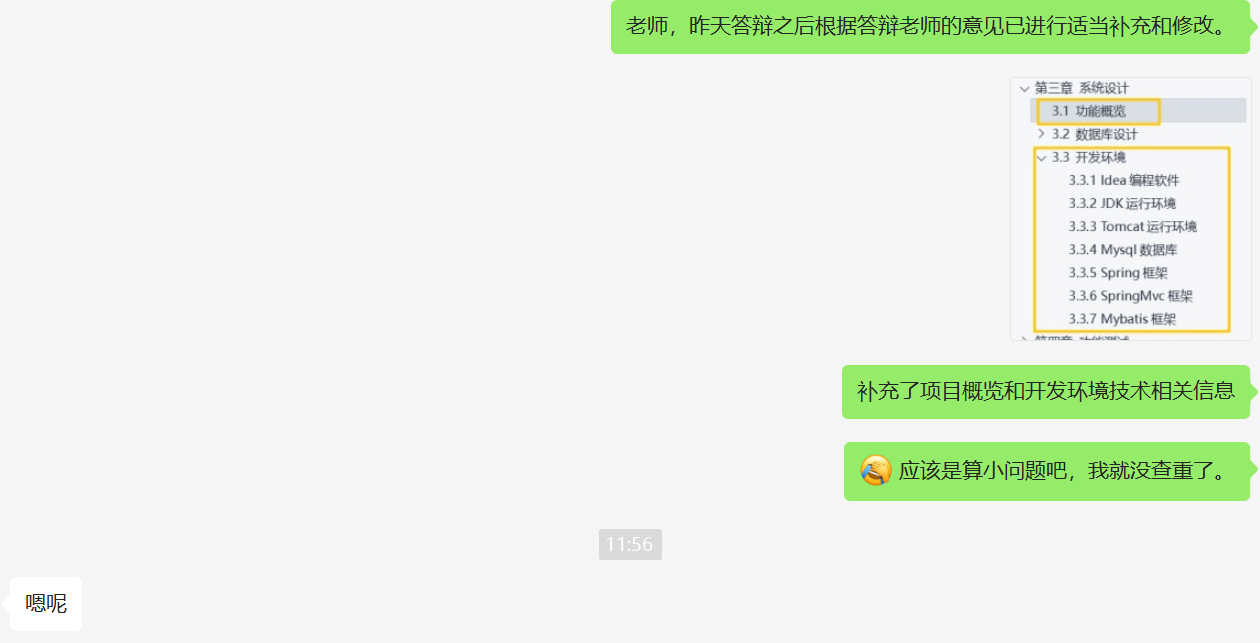 老师，昨天答辩之后根据答辩老师的意见已进行适当补充和修改。
第三章 系统设计
3.1 功能概览
3.2 数据库设计
3.3 开发环境
3.3.1 Idea 编程软件
3.3.2 JDK 运行环境
3.3.3 Tomcat 运行环境
3.3.4 Mysql 数据库
3.3.5 Spring 框架
3.3.6 SpringMvc 框架
3.3.7 Mybatis 框架
补充了项目概览和开发环境技术相关信息
应该是算小问题吧，我就没查重了。
11:56
嗯呢